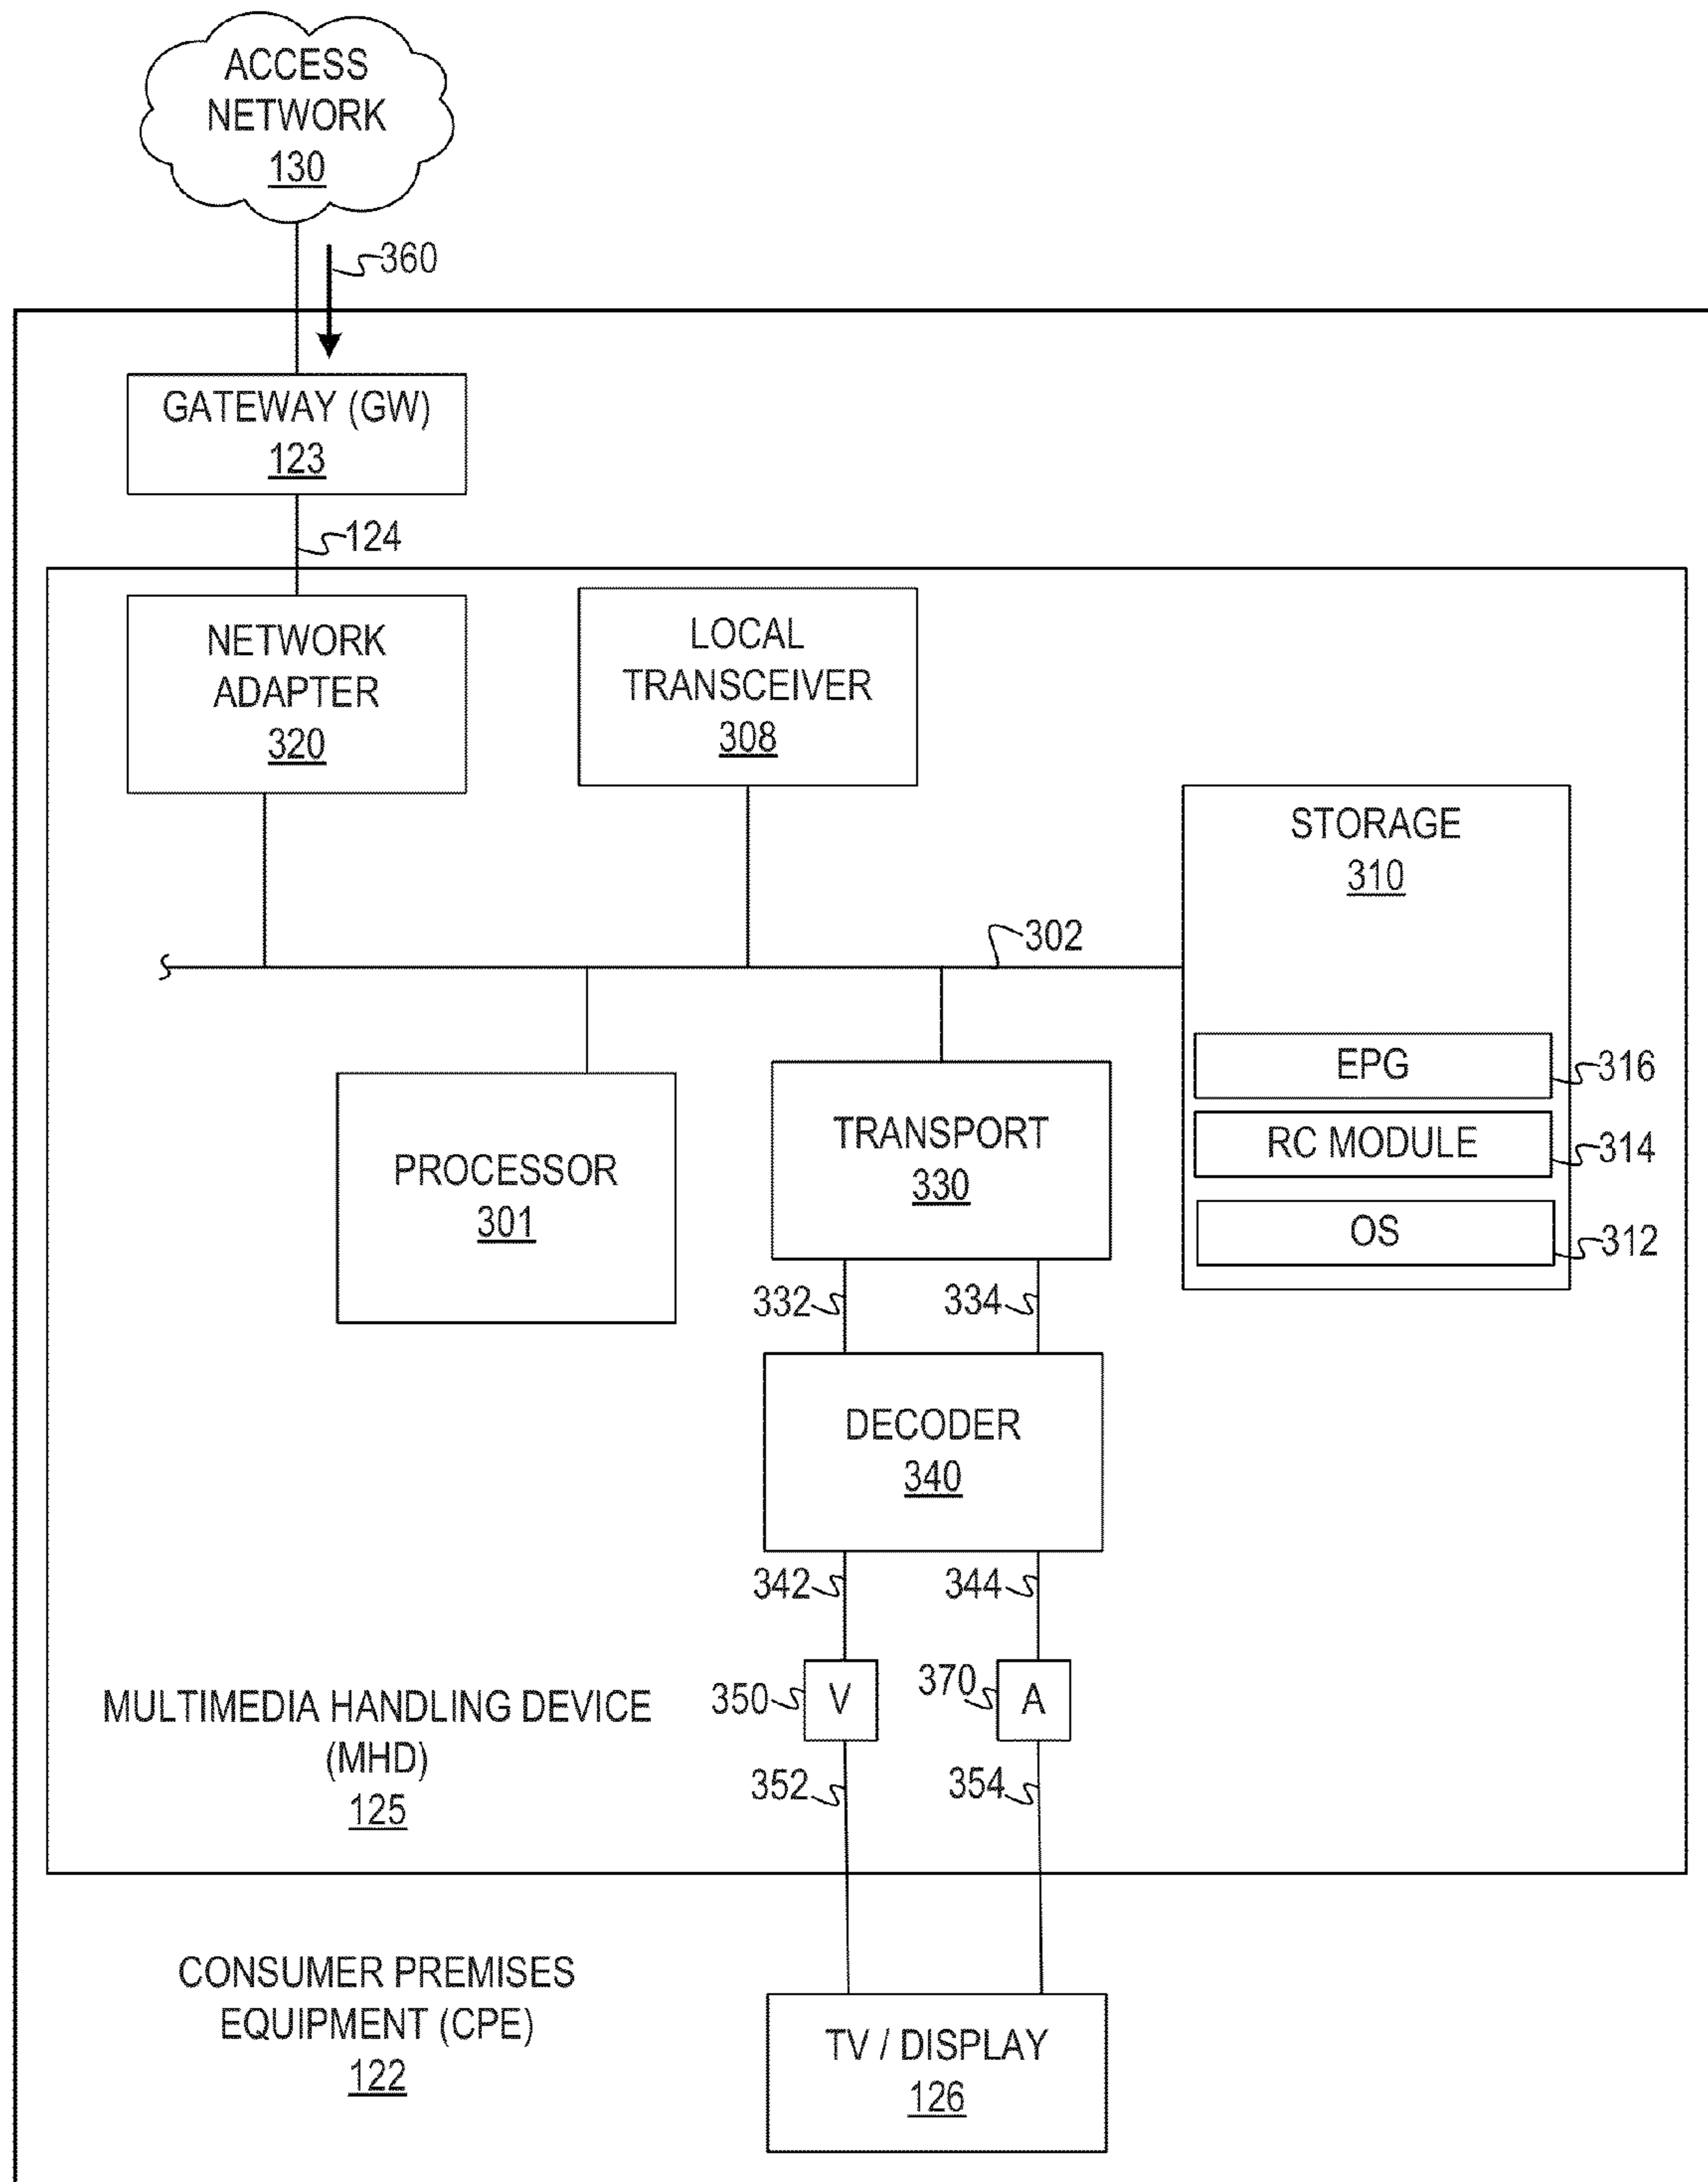 ACCESS
NETWORK
130
360
GATEWAY (GW)
123
124
NETWORK
ADAPTER
320
LOCAL
TRANSCEIVER
308
STORAGE
310
302
EPG
316
RC MODULE
314
OS
312
PROCESSOR
301
TRANSPORT
330
332
334
DECODER
340
342
344
350
V
370
A
352
354
MULTIMEDIA HANDLING DEVICE
(MHD)
125
CONSUMER PREMISES
EQUIPMENT (CPE)
122
TV / DISPLAY
126